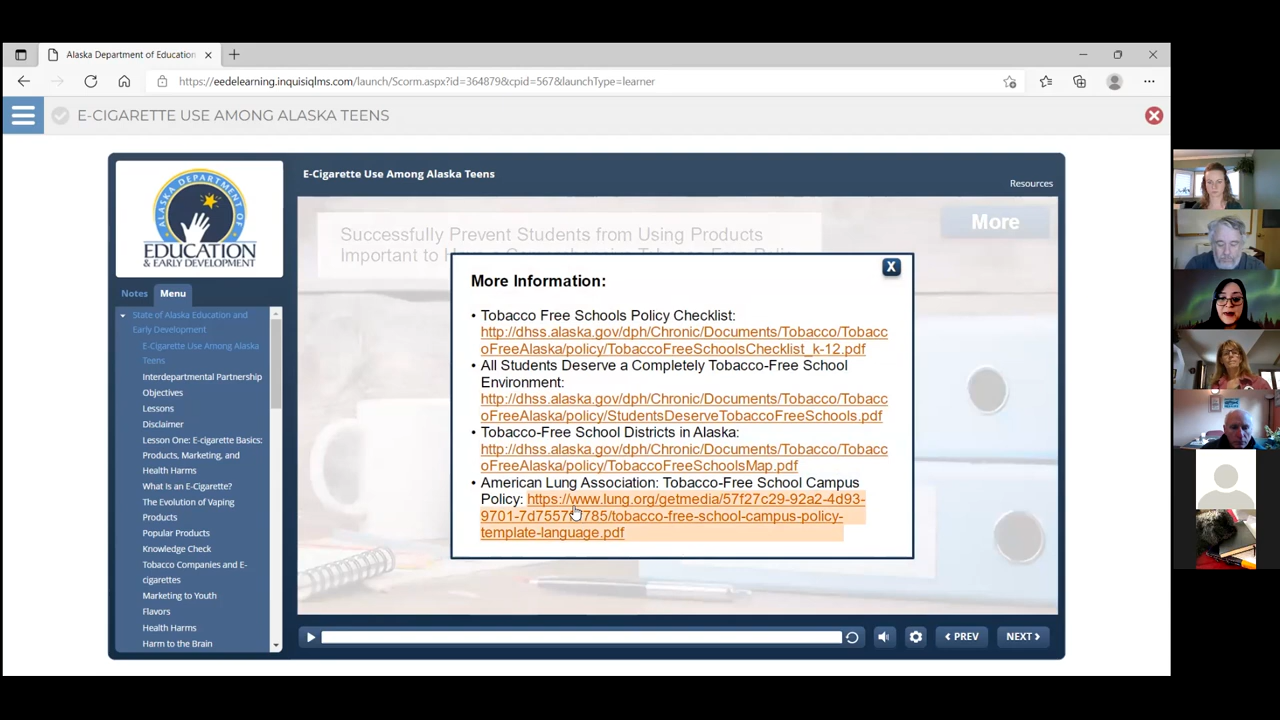 Alaska Department of Education
https://eedelearning.inquisiqlms.com/launch/Scorm.aspx?id=364879&cpid=567&launchType=learner
E-CIGARETTE USE AMONG ALASKA TEENS
ALASKA DEPARTMENT OF
EDUCATION
& EARLY DEVELOPMENT
Notes
Menu
State of Alaska Education and
Early Development
E-Cigarette Use Among Alaska
Teens
Interdepartmental Partnership
Objectives
Lessons
Disclaimer
Lesson One: E-cigarette Basics:
Products, Marketing, and
Health Harms
What Is an E-Cigarette?
The Evolution of Vaping
Products
Popular Products
Knowledge Check
Tobacco Companies and E-
cigarettes
Marketing to Youth
Flavors
Health Harms
Harm to the Brain
E-Cigarette Use Among Alaska Teens
Resources
Successfully Prevent Students from Using Products
Important to
More
X
More Information:
• Tobacco Free Schools Policy Checklist:
http://dhss.alaska.gov/dph/Chronic/Documents/Tobacco/Tobacc
oFreeAlaska/policy/TobaccoFreeSchoolsChecklist_k-12.pdf
• All Students Deserve a Completely Tobacco-Free School
Environment:
http://dhss.alaska.gov/dph/Chronic/Documents/Tobacco/Tobacc
oFreeAlaska/policy/StudentsDeserveTobaccoFreeSchools.pdf
• Tobacco-Free School Districts in Alaska:
http://dhss.alaska.gov/dph/Chronic/Documents/Tobacco/Tobacc
oFreeAlaska/policy/TobaccoFreeSchoolsMap.pdf
• American Lung Association: Tobacco-Free School Campus
Policy: https://www.lung.org/getmedia/57f27c29-92a2-4d93-
785/tobacco-free-school-campus-policy-
template-language.pdf
PREV
NEXT